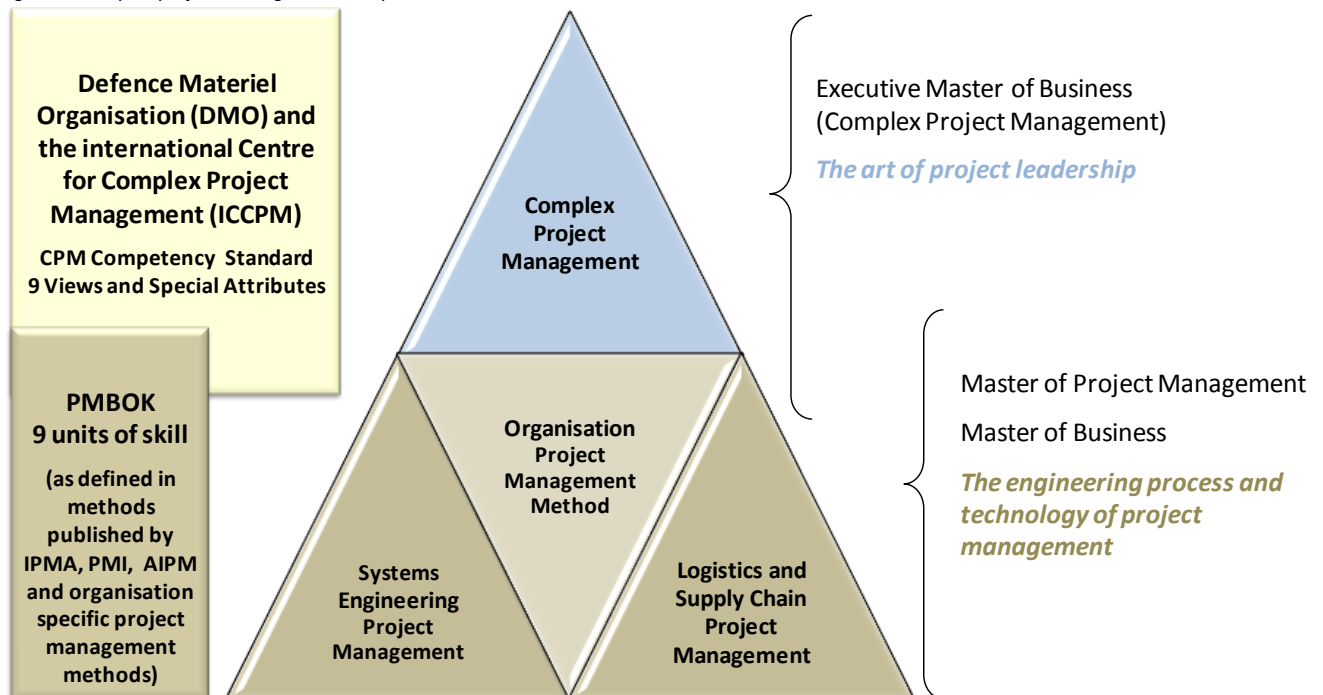 Defence Materiel
Organisation (DMO) and
the international Centre
for Complex Project
Management (ICCPM)
CPM Competency Standard
9 Views and Special Attributes
PMBOK
9 units of skill
(as defined in
methods
published by
IPMA, PMI, AIPM
and organisation
specific project
management
methods)
Complex
Project
Management
Organisation
Project
Management
Method
Systems
Engineering
Project
Management
Logistics and
Supply Chain
Project
Management
Executive Master of Business
(Complex Project Management)
The art of project leadership
Master of Project Management
Master of Business
The engineering process and
technology of project
management